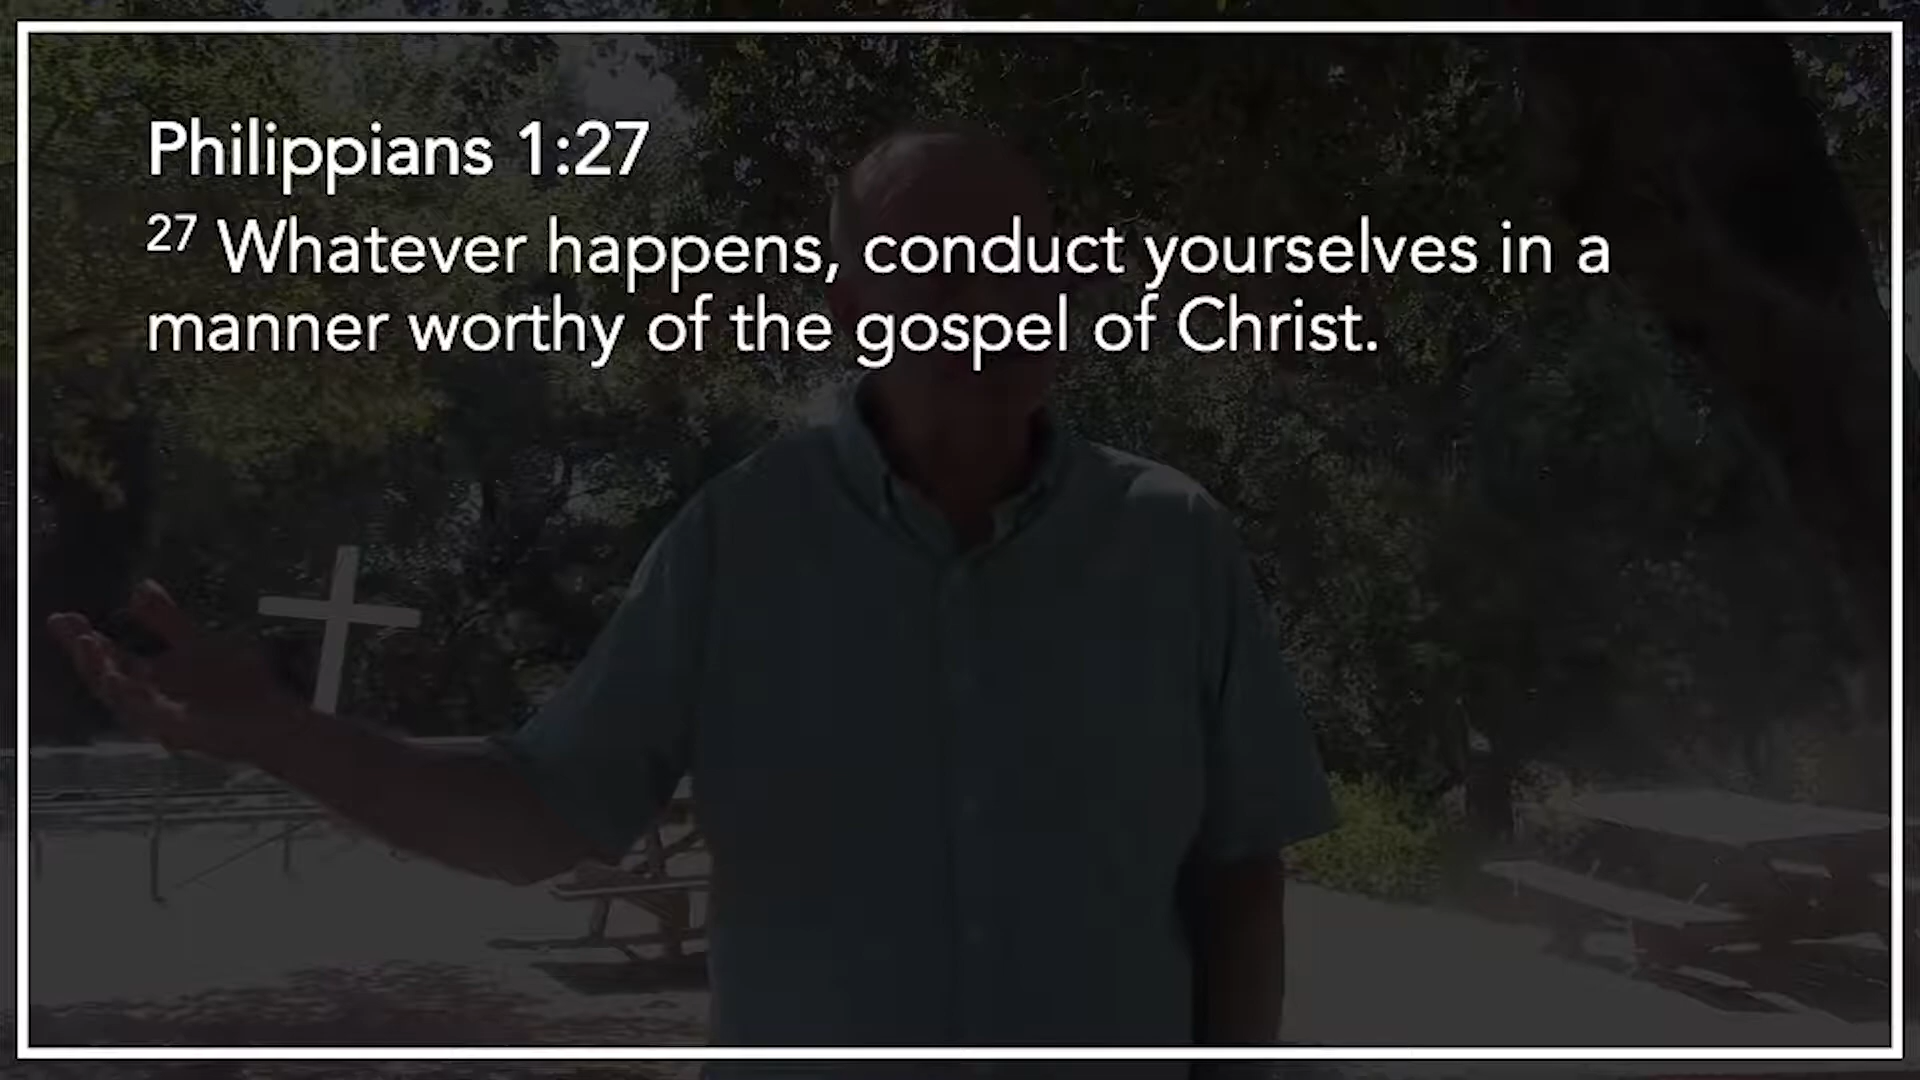 Philippians 1:27
27 Whatever happens, conduct yourselves in a
manner worthy of the gospel of Christ.